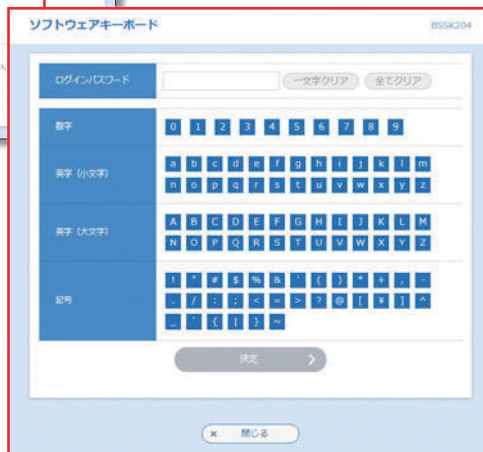 ソフトウェアキーボード BSSK204
ログインパスワード 一文字クリア 全てクリア
数字 0 1 2 3 4 5 6 7 8 9
英字（小文字） a b c d e f g h i j k l m
n o p q r s t u v w x y z
英字（大文字） A B C D E F G H I J K L M
N O P Q R S T U V W X Y Z
記号 ! " # $ % & ' ( ) * + , -
. / : ; < = > ? @ [ ¥ ] ^
_ ` { | } ~
決定
× 閉じる